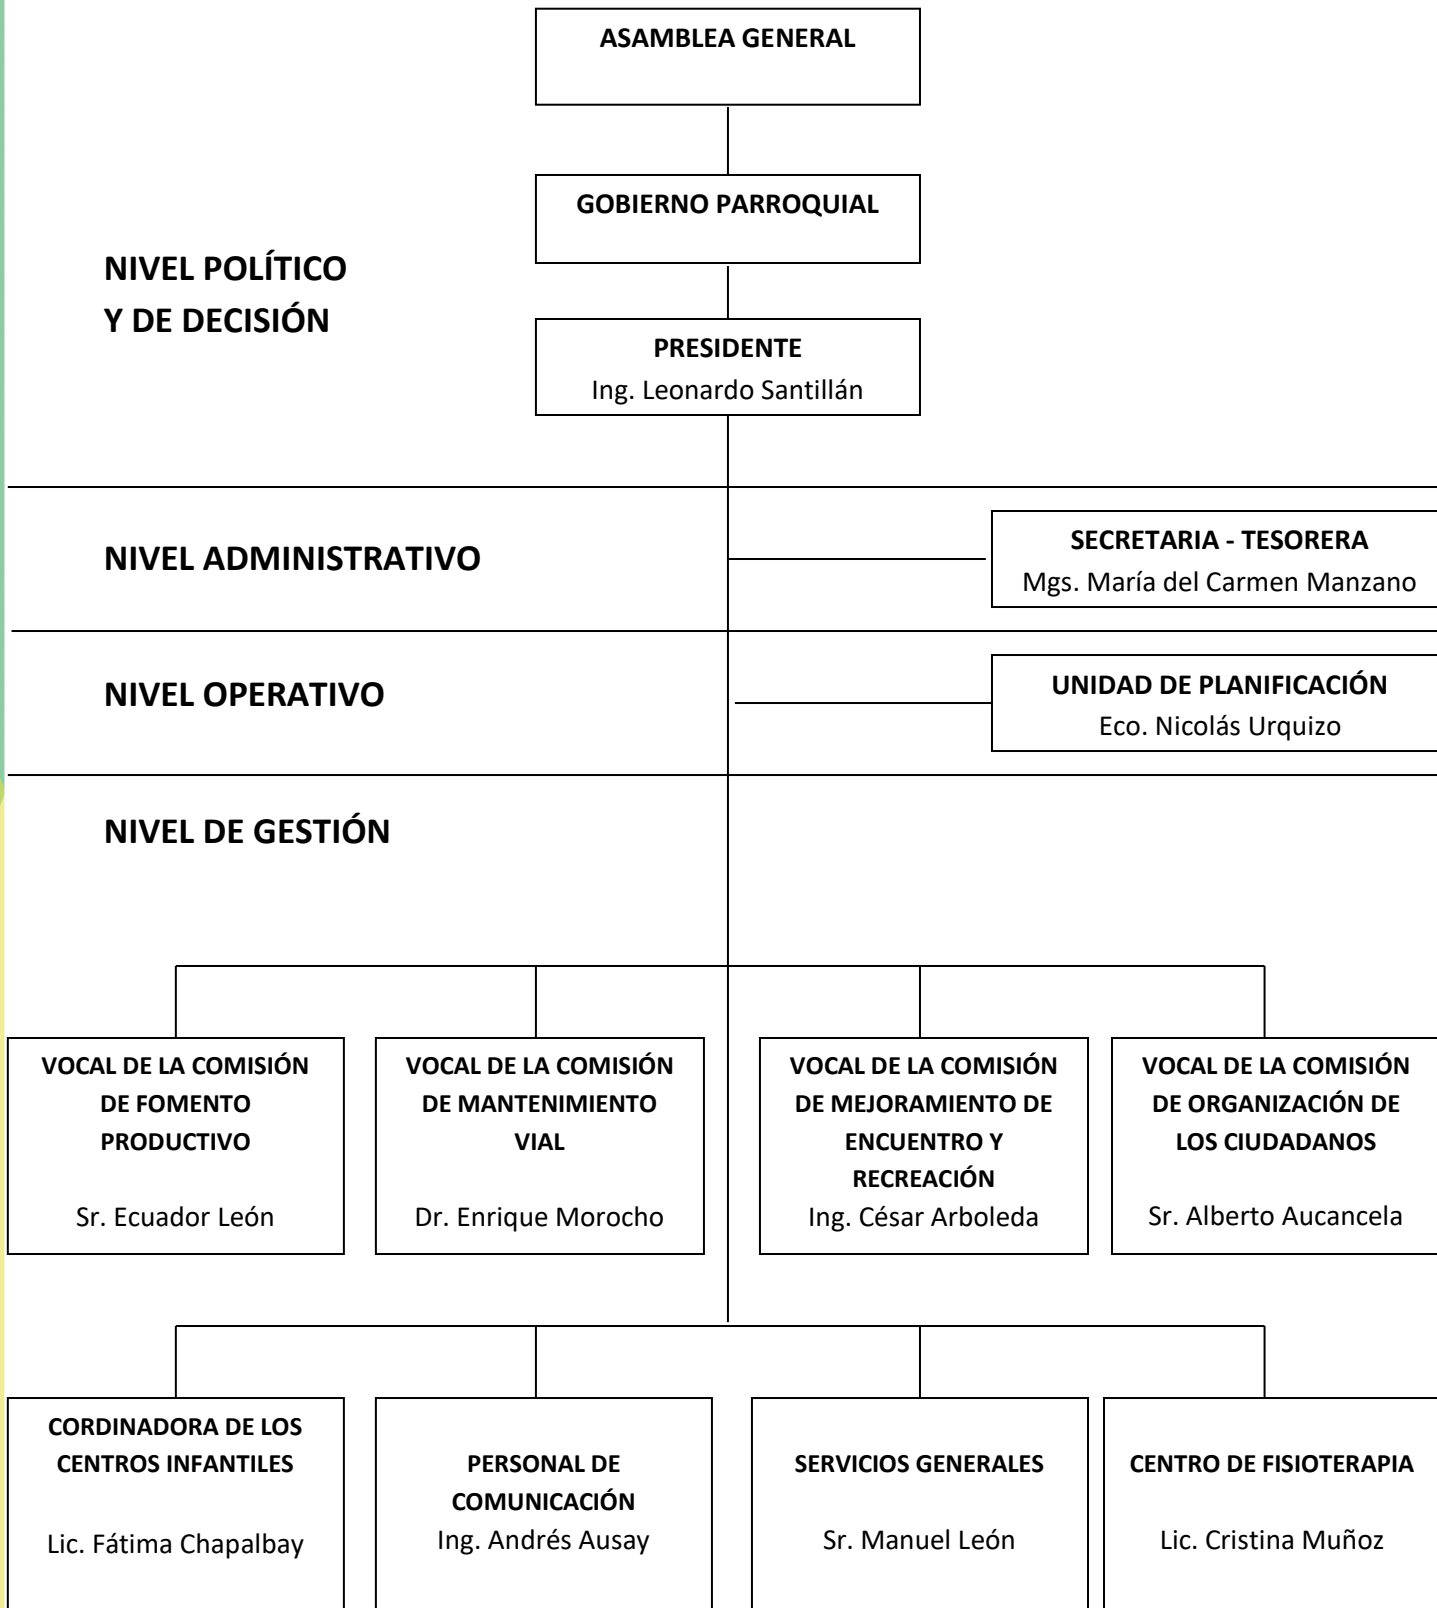 ASAMBLEA GENERAL
GOBIERNO PARROQUIAL
NIVEL POLÍTICO
Y DE DECISIÓN
PRESIDENTE
Ing. Leonardo Santillán
NIVEL ADMINISTRATIVO
SECRETARIA - TESORERA
Mgs. María del Carmen Manzano
NIVEL OPERATIVO
UNIDAD DE PLANIFICACIÓN
Eco. Nicolás Urquizo
NIVEL DE GESTIÓN
VOCAL DE LA COMISIÓN
DE FOMENTO
PRODUCTIVO
Sr. Ecuador León
VOCAL DE LA COMISIÓN
DE MANTENIMIENTO
VIAL
Dr. Enrique Morocho
VOCAL DE LA COMISIÓN
DE MEJORAMIENTO DE
ENCUENTRO Y
RECREACIÓN
Ing. César Arboleda
VOCAL DE LA COMISIÓN
DE ORGANIZACIÓN DE
LOS CIUDADANOS
Sr. Alberto Aucancela
CORDINADORA DE LOS
CENTROS INFANTILES
Lic. Fátima Chapalbay
PERSONAL DE
COMUNICACIÓN
Ing. Andrés Ausay
SERVICIOS GENERALES
Sr. Manuel León
CENTRO DE FISIOTERAPIA
Lic. Cristina Muñoz